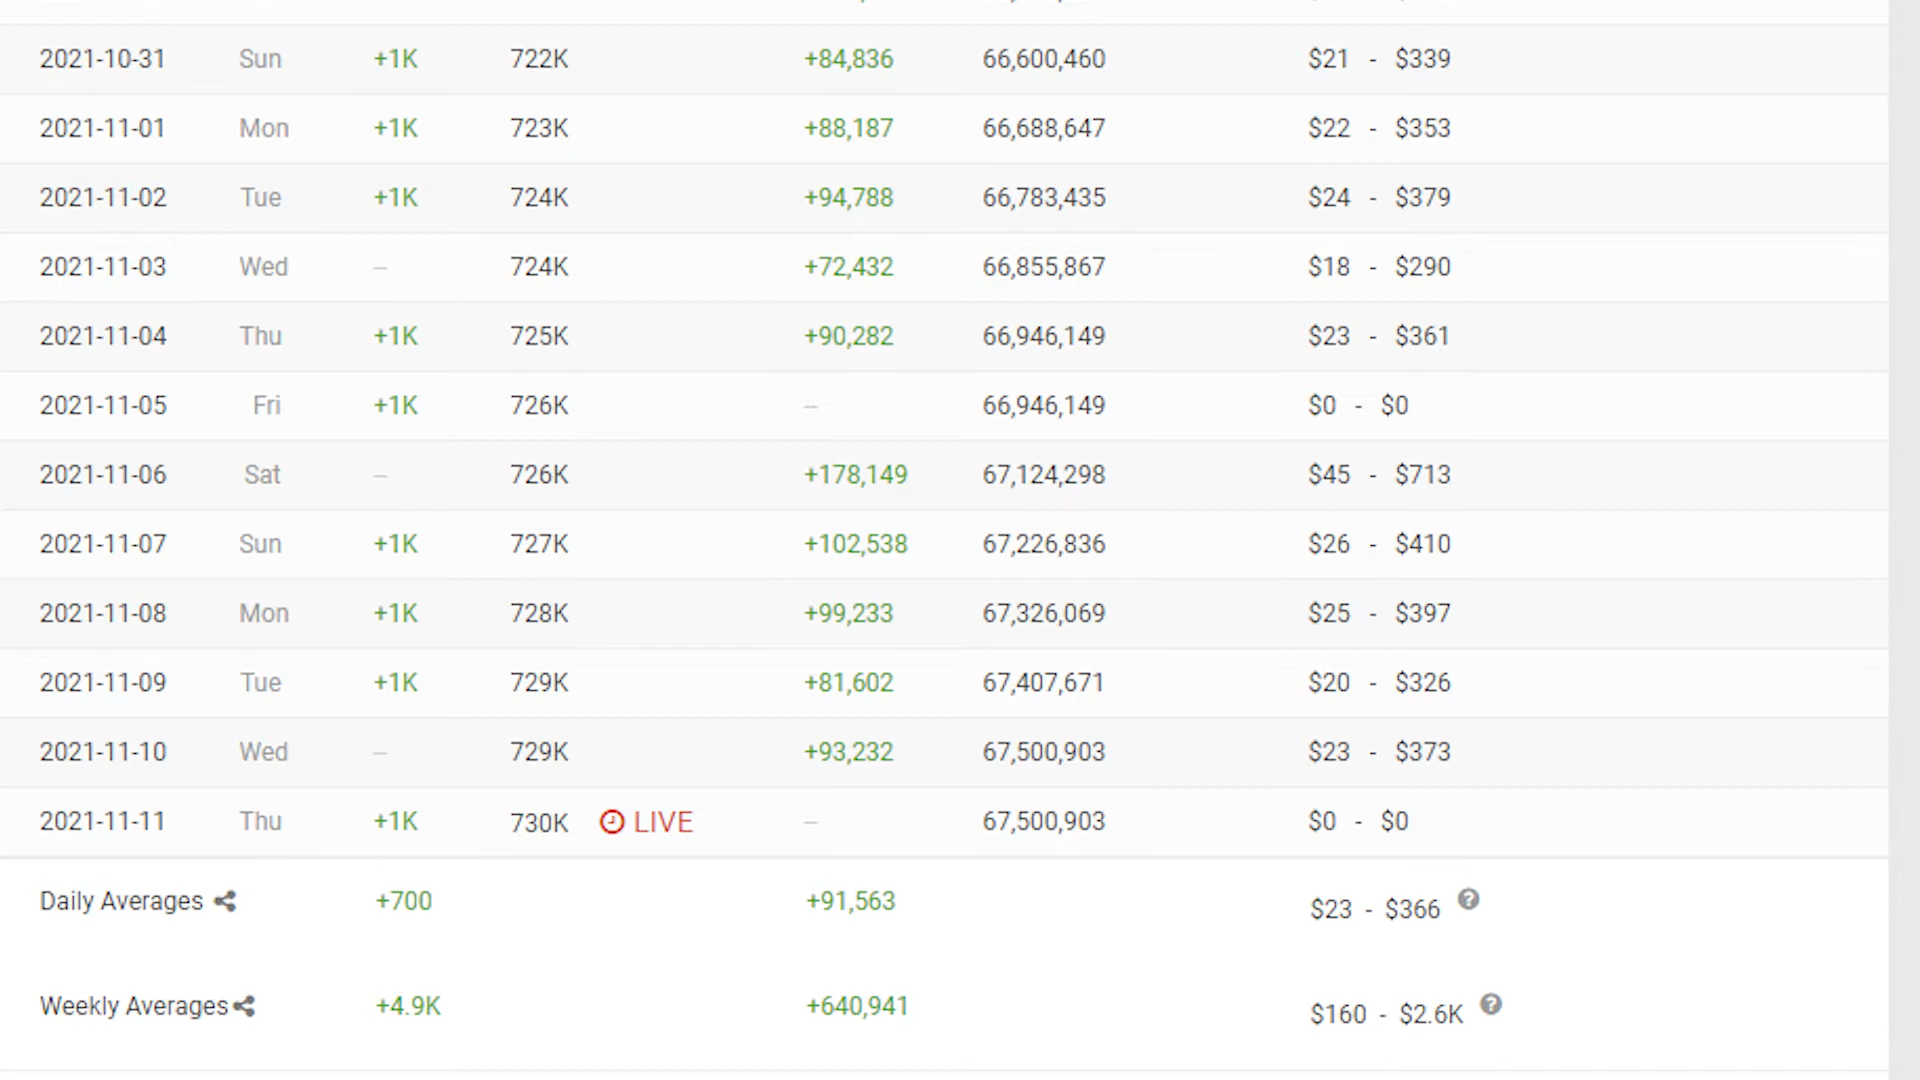 2021-10-31 Sun +1K 722K +84,836 66,600,460 $21 - $339
2021-11-01 Mon +1K 723K +88,187 66,688,647 $22 - $353
2021-11-02 Tue +1K 724K +94,788 66,783,435 $24 - $379
2021-11-03 Wed – 724K +72,432 66,855,867 $18 - $290
2021-11-04 Thu +1K 725K +90,282 66,946,149 $23 - $361
2021-11-05 Fri +1K 726K – 66,946,149 $0 - $0
2021-11-06 Sat – 726K +178,149 67,124,298 $45 - $713
2021-11-07 Sun +1K 727K +102,538 67,226,836 $26 - $410
2021-11-08 Mon +1K 728K +99,233 67,326,069 $25 - $397
2021-11-09 Tue +1K 729K +81,602 67,407,671 $20 - $326
2021-11-10 Wed – 729K +93,232 67,500,903 $23 - $373
2021-11-11 Thu +1K 730K LIVE – 67,500,903 $0 - $0
Daily Averages +700 +91,563 $23 - $366 ?
Weekly Averages +4.9K +640,941 $160 - $2.6K ?